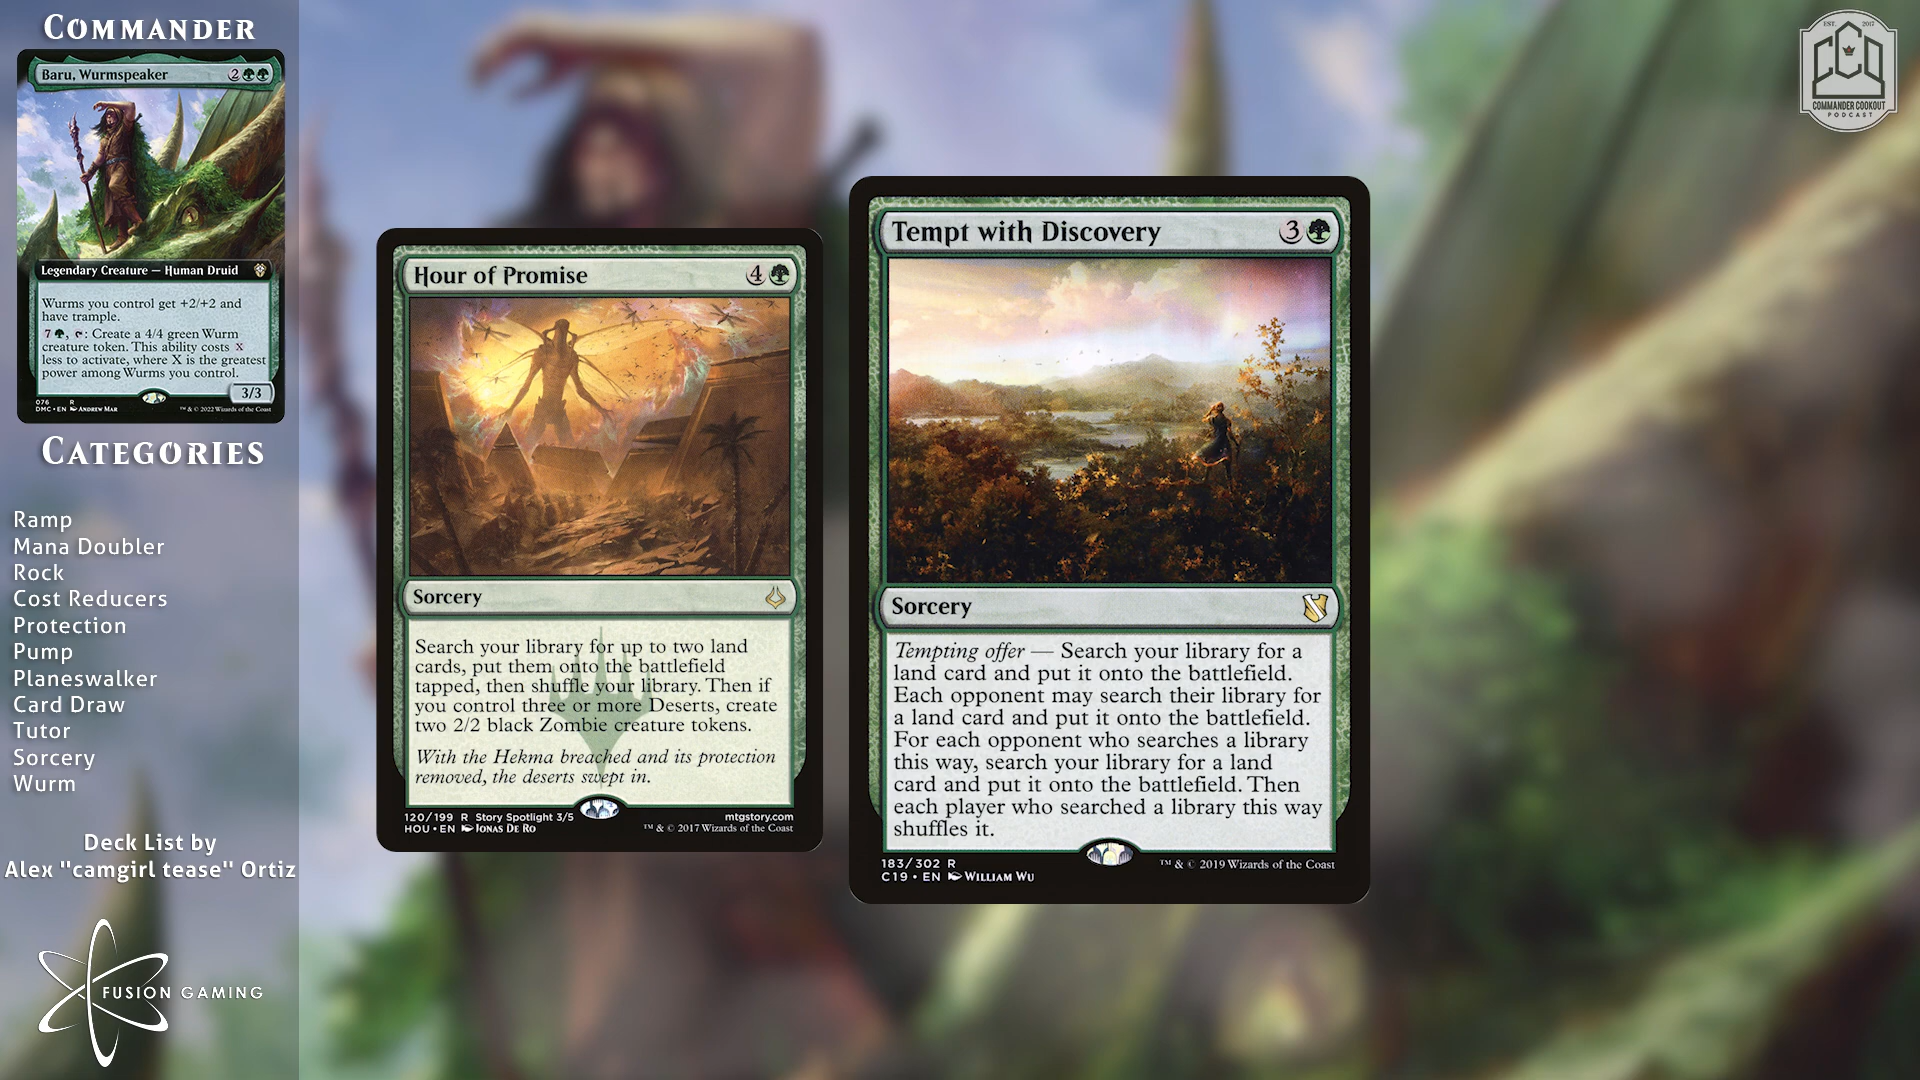 COMMANDER
Baru, Wurmspeaker 2
Legendary Creature — Human Druid
Wurms you control get +2/+2 and
have trample.
7 , : Create a 4/4 green Wurm
creature token. This ability costs X
less to activate, where X is the greatest
power among Wurms you control.
3/3
076 R
DMC • EN ANDREW MAR
™ & © 2022 Wizards of the Coast
CATEGORIES
Ramp
Mana Doubler
Rock
Cost Reducers
Protection
Pump
Planeswalker
Card Draw
Tutor
Sorcery
Wurm
Deck List by
Alex "camgirl tease" Ortiz
FUSION GAMING
Hour of Promise 4
Sorcery
Search your library for up to two land
cards, put them onto the battlefield
tapped, then shuffle your library. Then if
you control three or more Deserts, create
two 2/2 black Zombie creature tokens.
With the Hekma breached and its protection
removed, the deserts swept in.
120/199 R Story Spotlight 3/5
HOU • EN JONAS DE RO
mtgstory.com
™ & © 2017 Wizards of the Coast
Tempt with Discovery 3
Sorcery
Tempting offer — Search your library for a
land card and put it onto the battlefield.
Each opponent may search their library for
a land card and put it onto the battlefield.
For each opponent who searches a library
this way, search your library for a land
card and put it onto the battlefield. Then
each player who searched a library this way
shuffles it.
183/302 R
C19 • EN WILLIAM WU
™ & © 2019 Wizards of the Coast
EST. 2017
CCO
COMMANDER COOKOUT
PODCAST